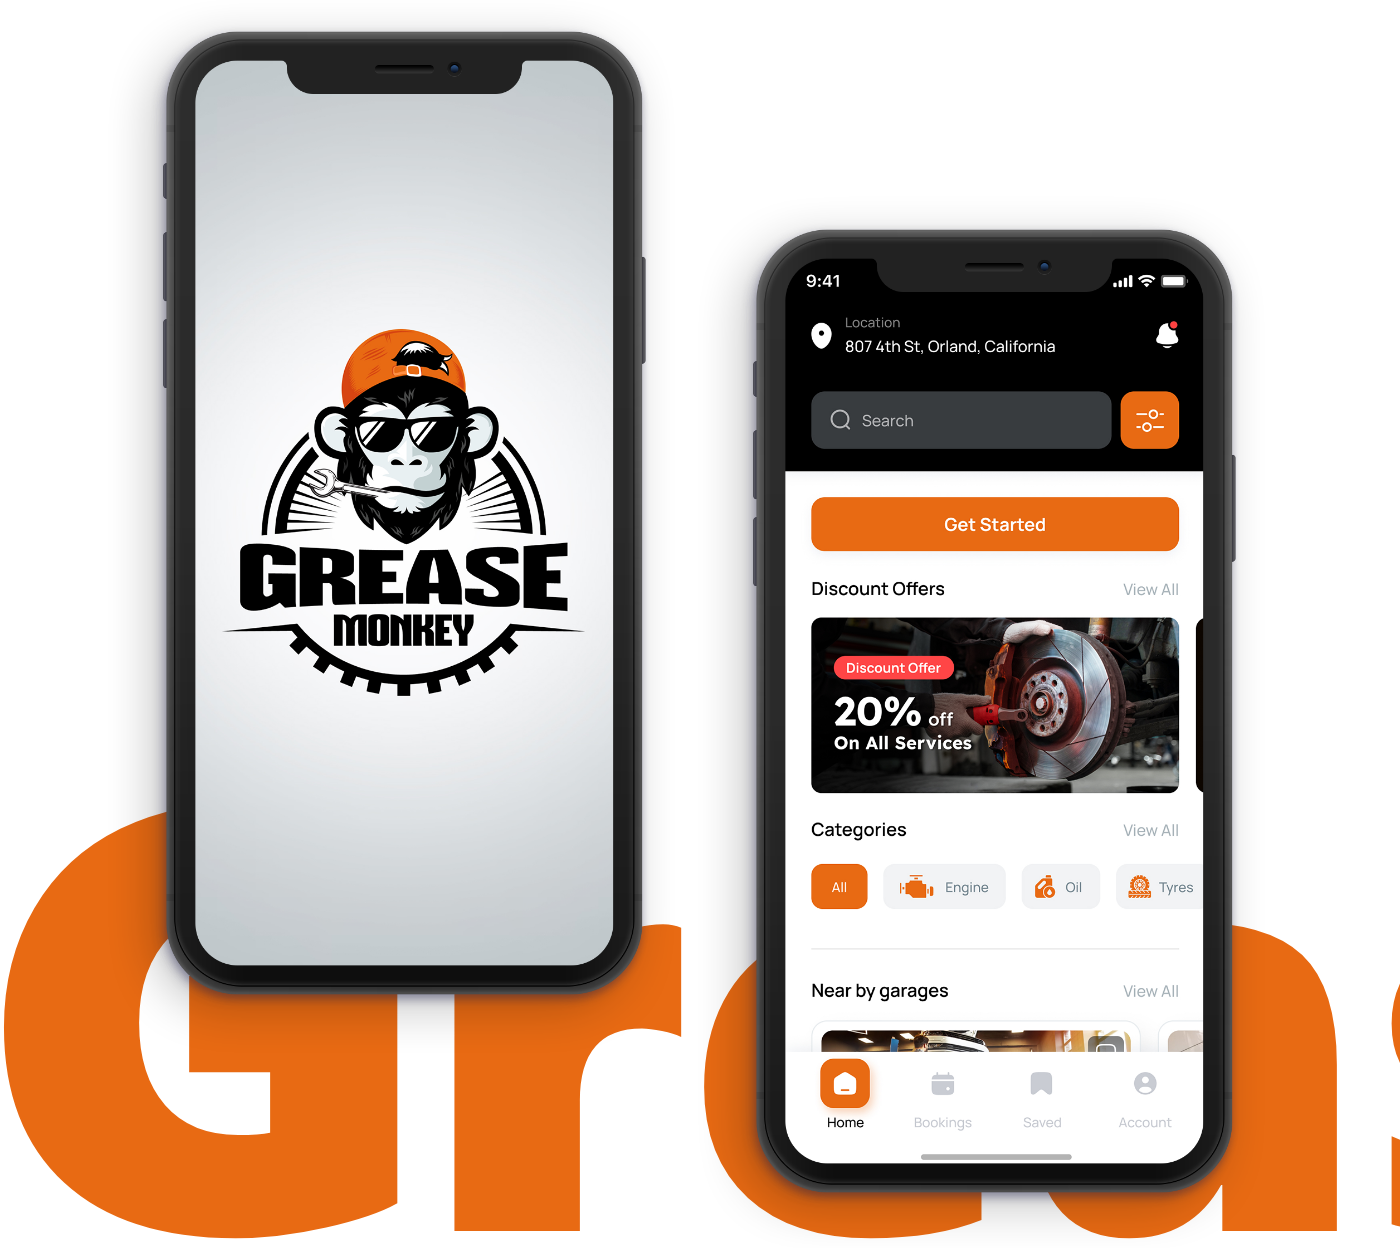 GREASE
MONKEY
9:41
Location
807 4th St, Orland, California
Search
Get Started
Discount Offers
View All
Discount Offer
20% off
On All Services
Categories
View All
All
Engine
Oil
Tyres
Near by garages
View All
Home
Bookings
Saved
Account
Greas